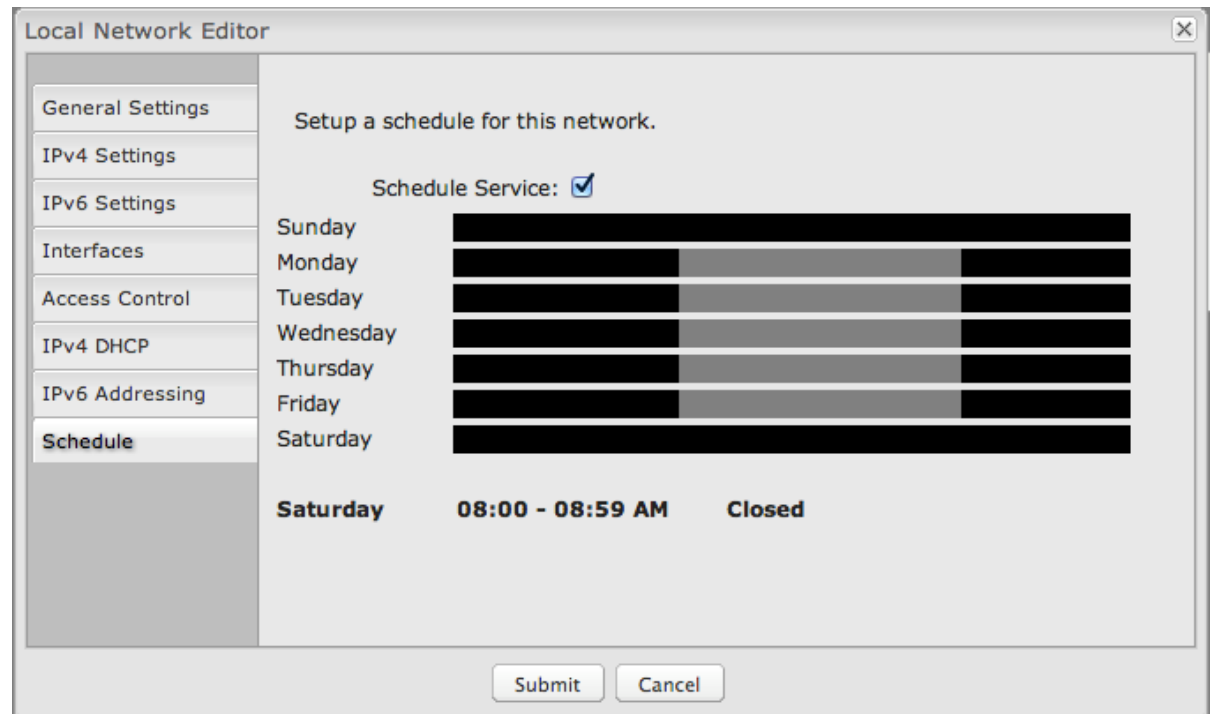 Local Network Editor
General Settings
IPv4 Settings
IPv6 Settings
Interfaces
Access Control
IPv4 DHCP
IPv6 Addressing
Schedule
Setup a schedule for this network.
Schedule Service:
Sunday
Monday
Tuesday
Wednesday
Thursday
Friday
Saturday
Saturday 08:00 - 08:59 AM Closed
Submit Cancel